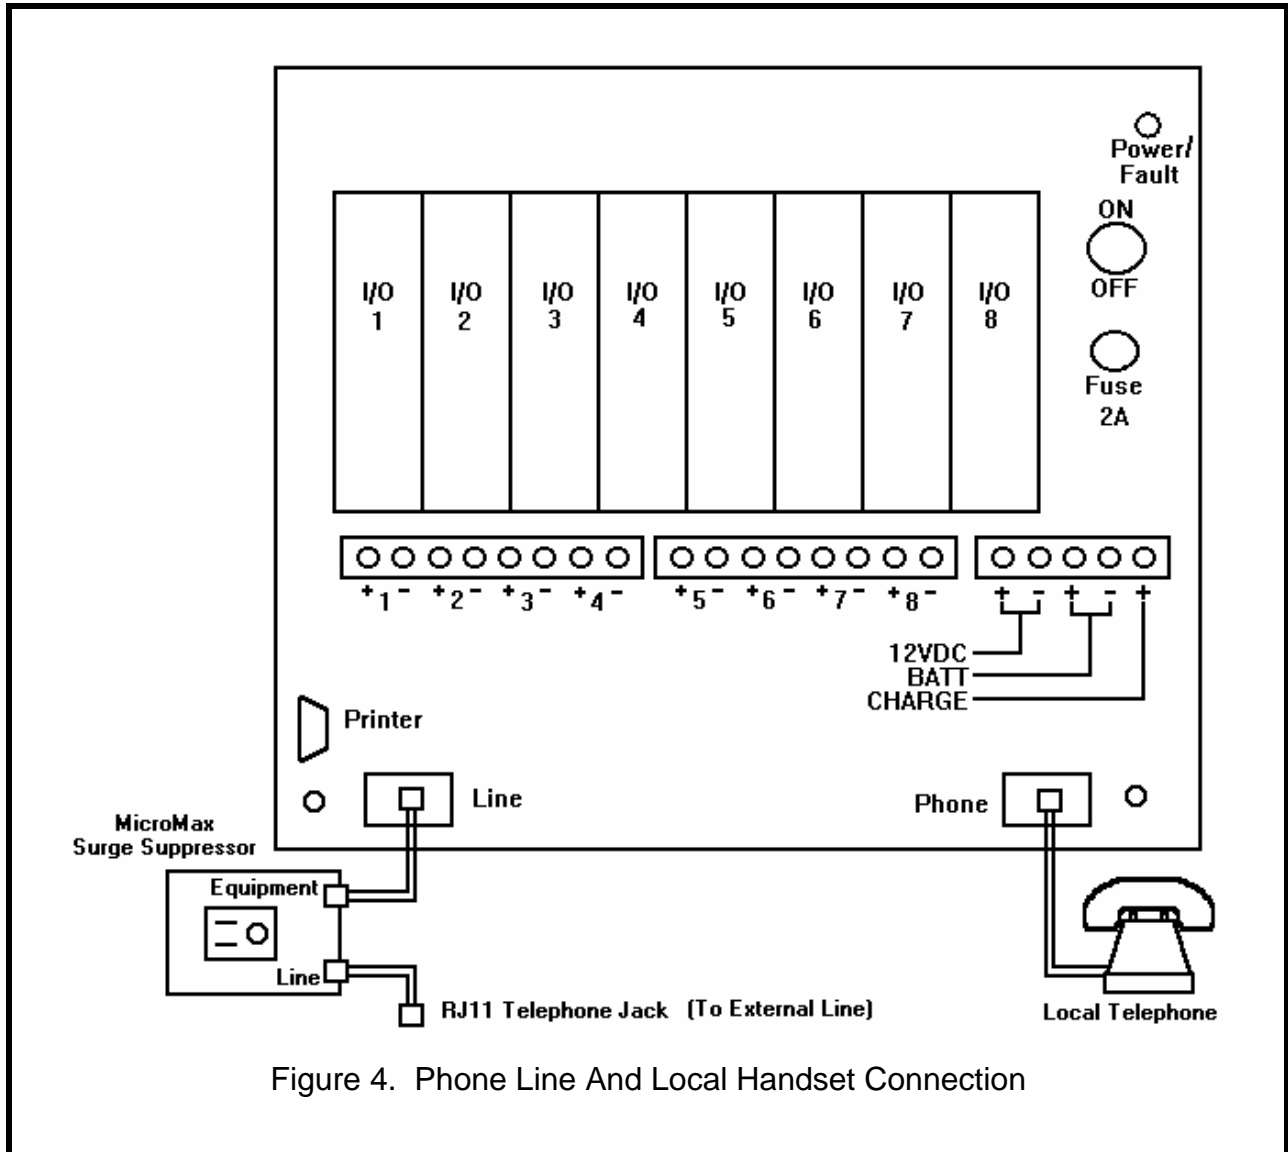 Power/
Fault
ON
OFF
Fuse
2A
I/O I/O I/O I/O I/O I/O I/O I/O
1 2 3 4 5 6 7 8
+ 1 - + 2 - + 3 - + 4 - + 5 - + 6 - + 7 - + 8 - + - + - +
12VDC
BATT
CHARGE
Printer
Line
Phone
MicroMax
Surge Suppressor
Equipment
Line
RJ11 Telephone Jack (To External Line)
Local Telephone
Figure 4. Phone Line And Local Handset Connection